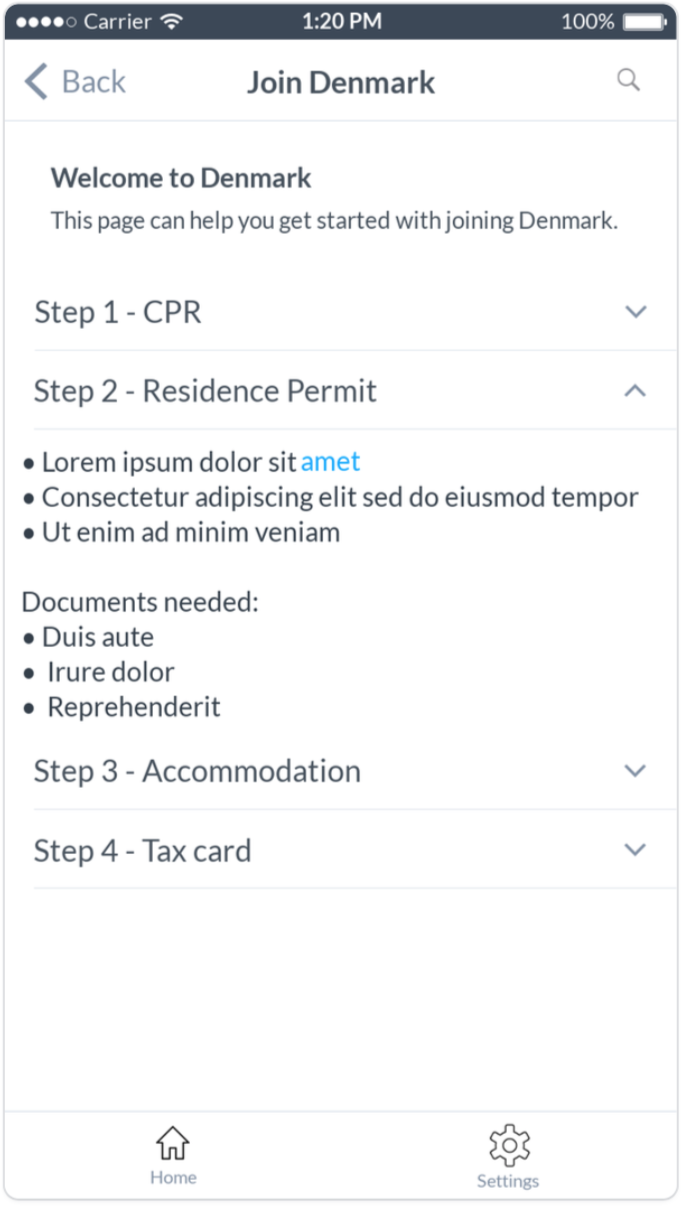 Carrier 1:20 PM 100%
Back Join Denmark
Welcome to Denmark
This page can help you get started with joining Denmark.
Step 1 - CPR
Step 2 - Residence Permit
• Lorem ipsum dolor sit amet
• Consectetur adipiscing elit sed do eiusmod tempor
• Ut enim ad minim veniam
Documents needed:
• Duis aute
• Irure dolor
• Reprehenderit
Step 3 - Accommodation
Step 4 - Tax card
Home Settings